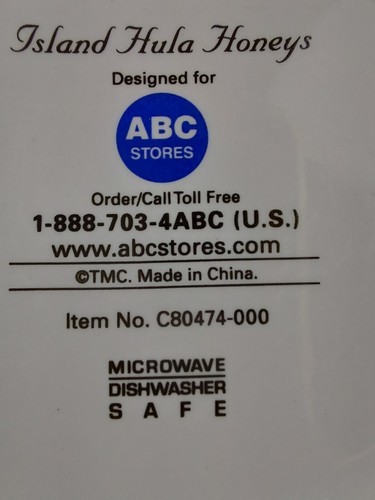 Island Hula Honeys
Designed for
ABC
STORES
Order/Call Toll Free
1-888-703-4ABC (U.S.)
www.abcstores.com
©TMC. Made in China.
Item No. C80474-000
MICROWAVE
DISHWASHER
SAFE